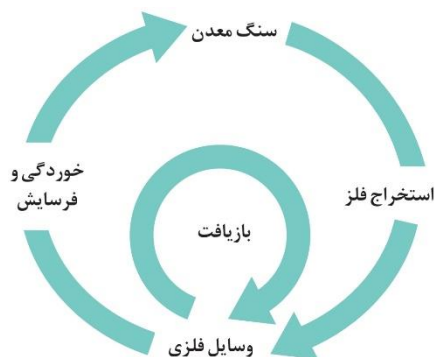 سنگ معدن
استخراج فلز
خوردگی و
فرسایش
بازیافت
وسایل فلزی